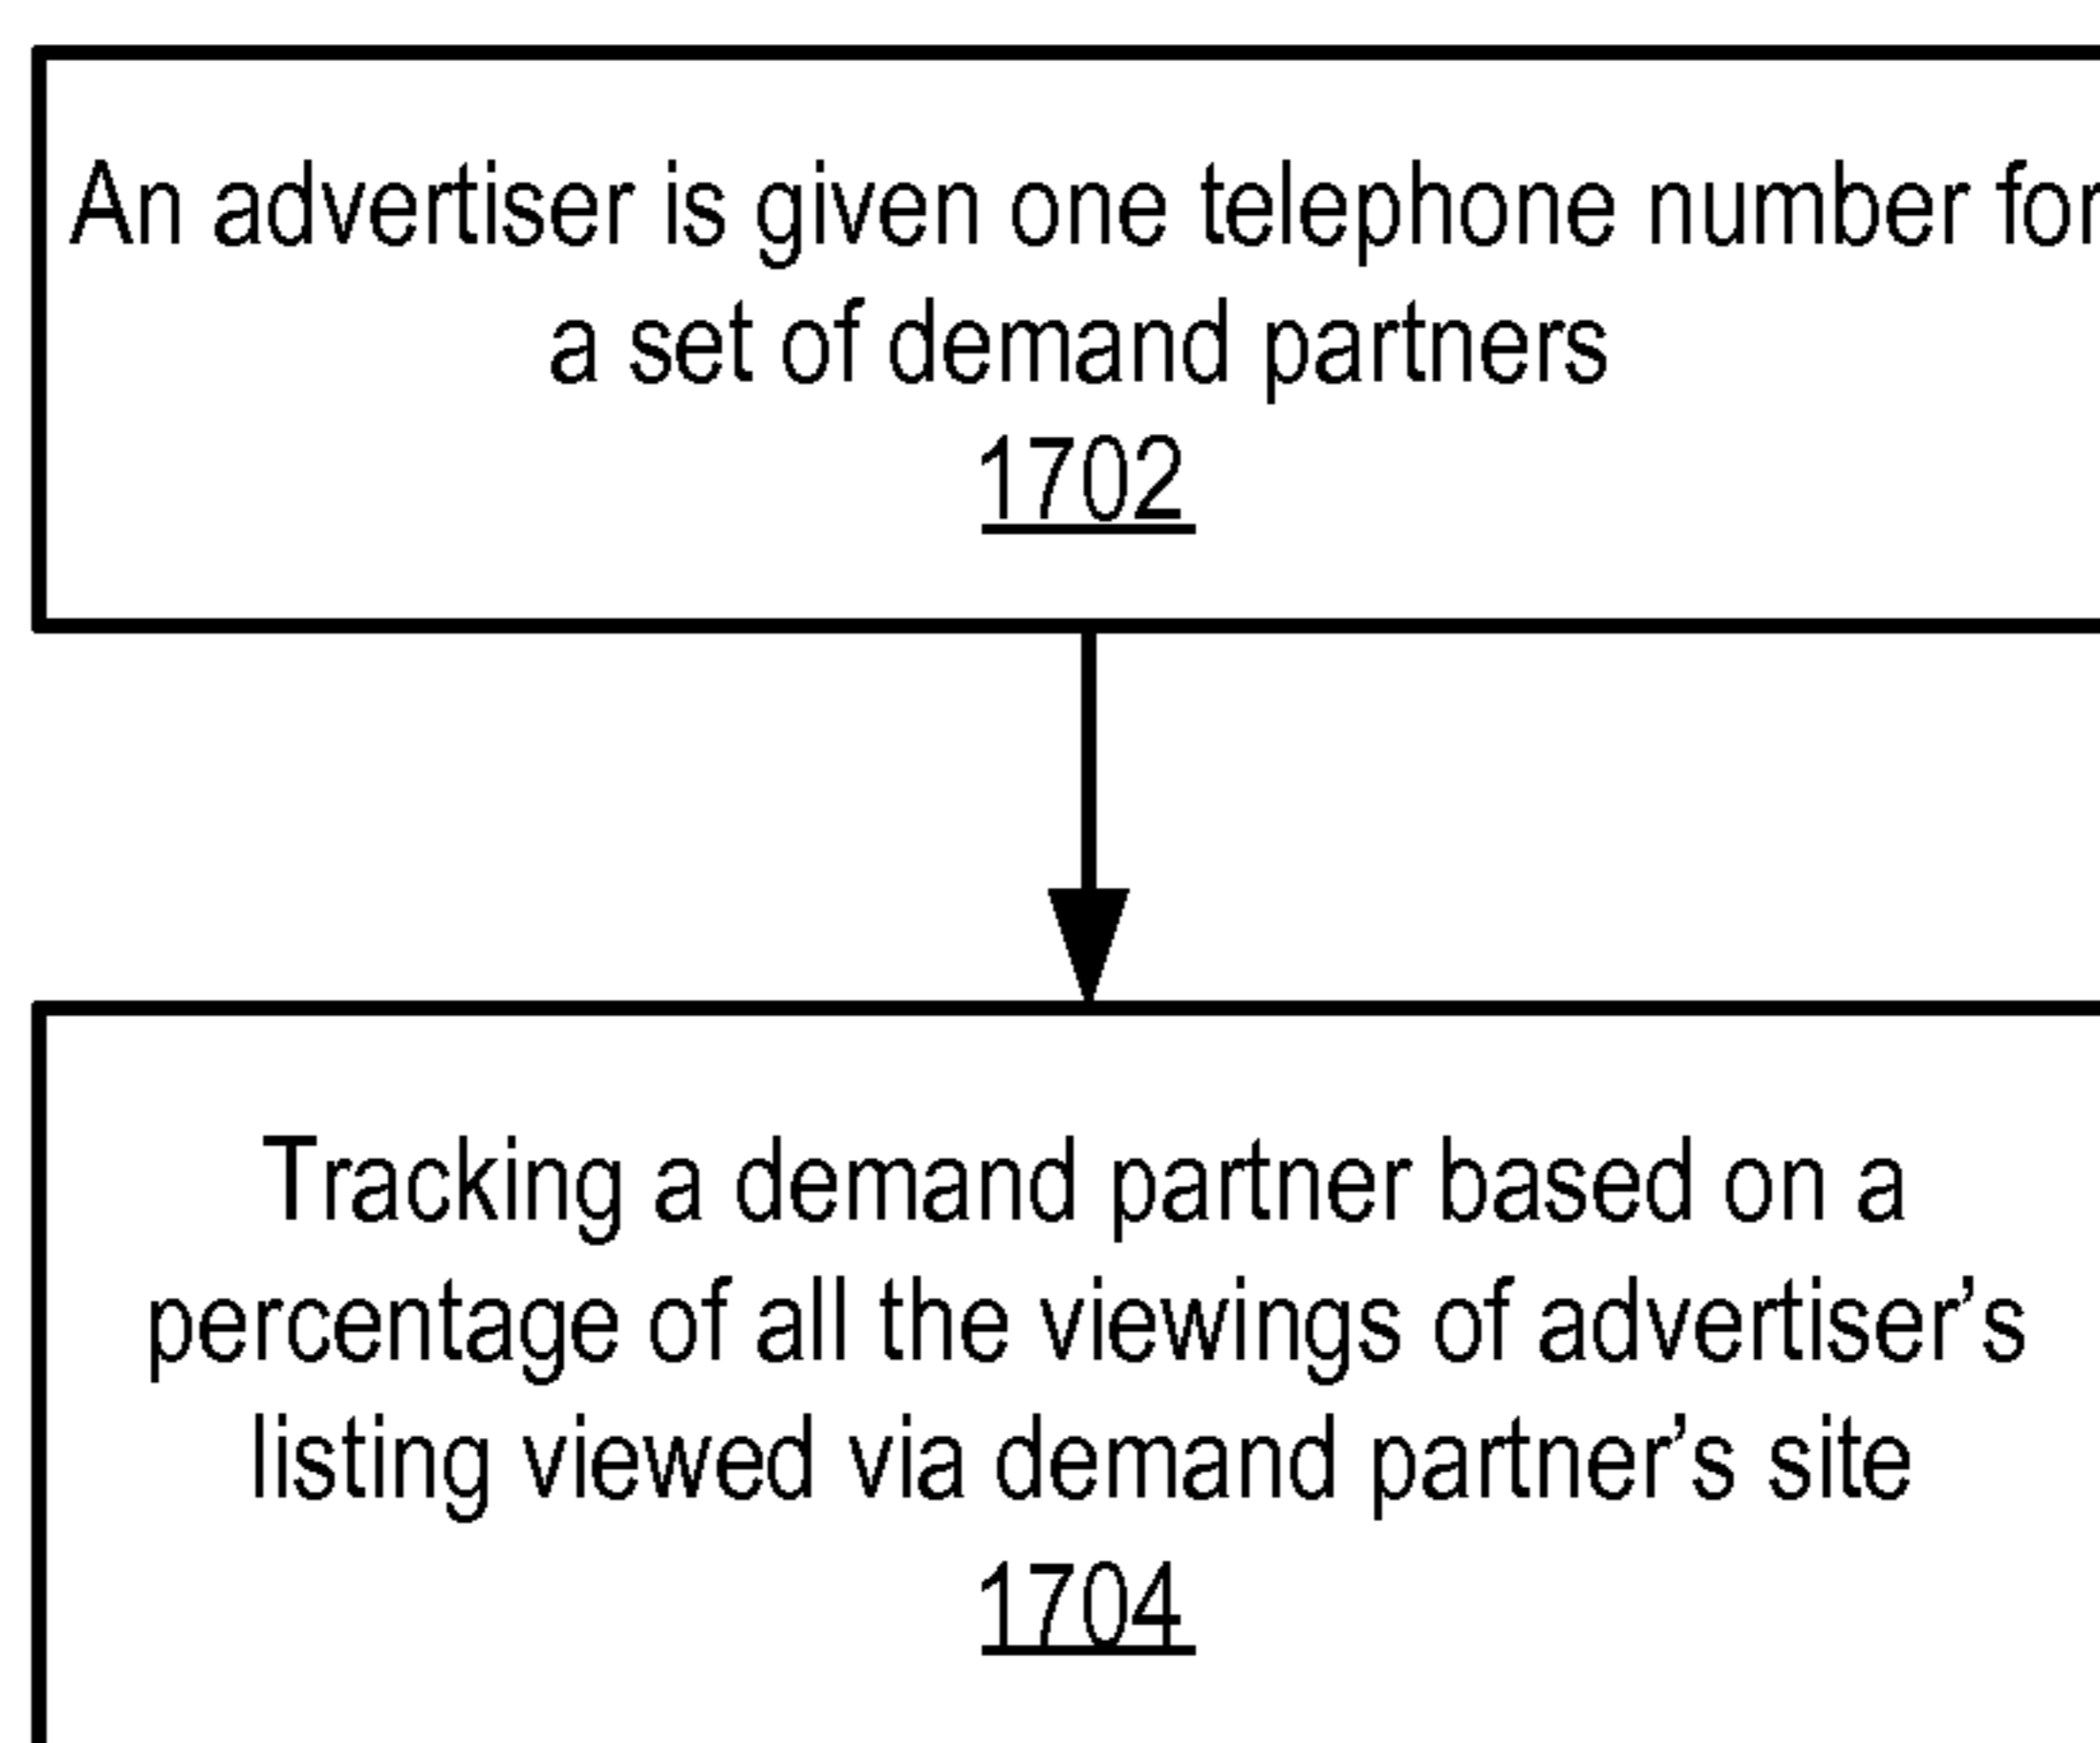 An advertiser is given one telephone number for
a set of demand partners
1702
Tracking a demand partner based on a
percentage of all the viewings of advertiser’s
listing viewed via demand partner’s site
1704